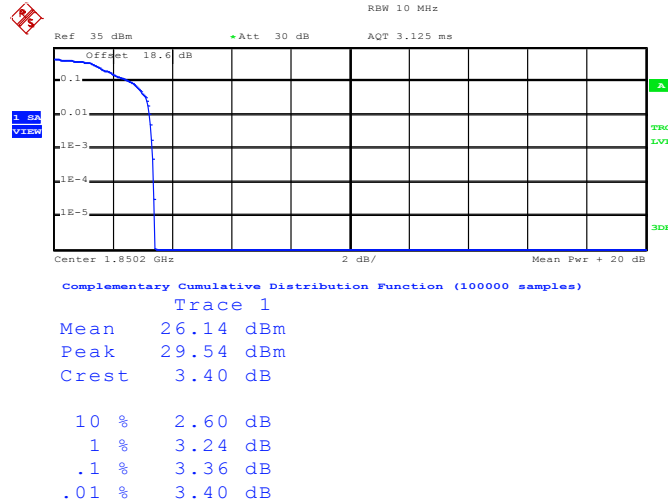 RBW 10 MHz
Ref 35 dBm *Att 30 dB AQT 3.125 ms
Offset 18.6 dB
0.1
A
0.01
1 SA
VIEW
TRG
LVL
1E-3
1E-4
1E-5
3DB
Center 1.8502 GHz 2 dB/ Mean Pwr + 20 dB
Complementary Cumulative Distribution Function (100000 samples)
Trace 1
Mean 26.14 dBm
Peak 29.54 dBm
Crest 3.40 dB
10 % 2.60 dB
1 % 3.24 dB
.1 % 3.36 dB
.01 % 3.40 dB